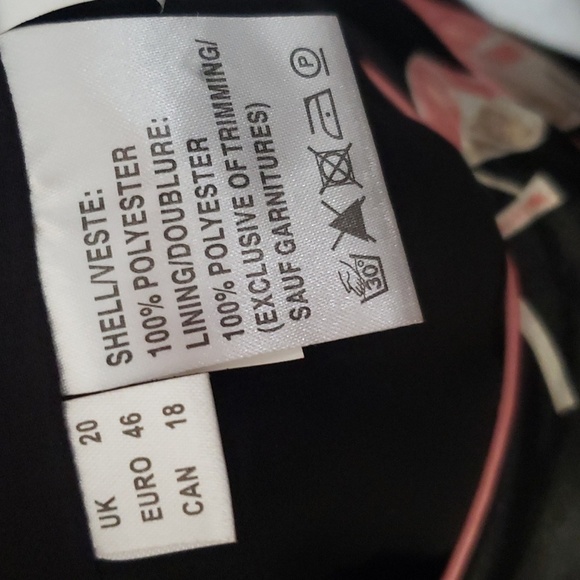 SHELL/VESTE:
100% POLYESTER
LINING/DOUBLURE:
100% POLYESTER
(EXCLUSIVE OF TRIMMING/
SAUF GARNITURES)
30°
P
UK 20
EURO 46
CAN 18